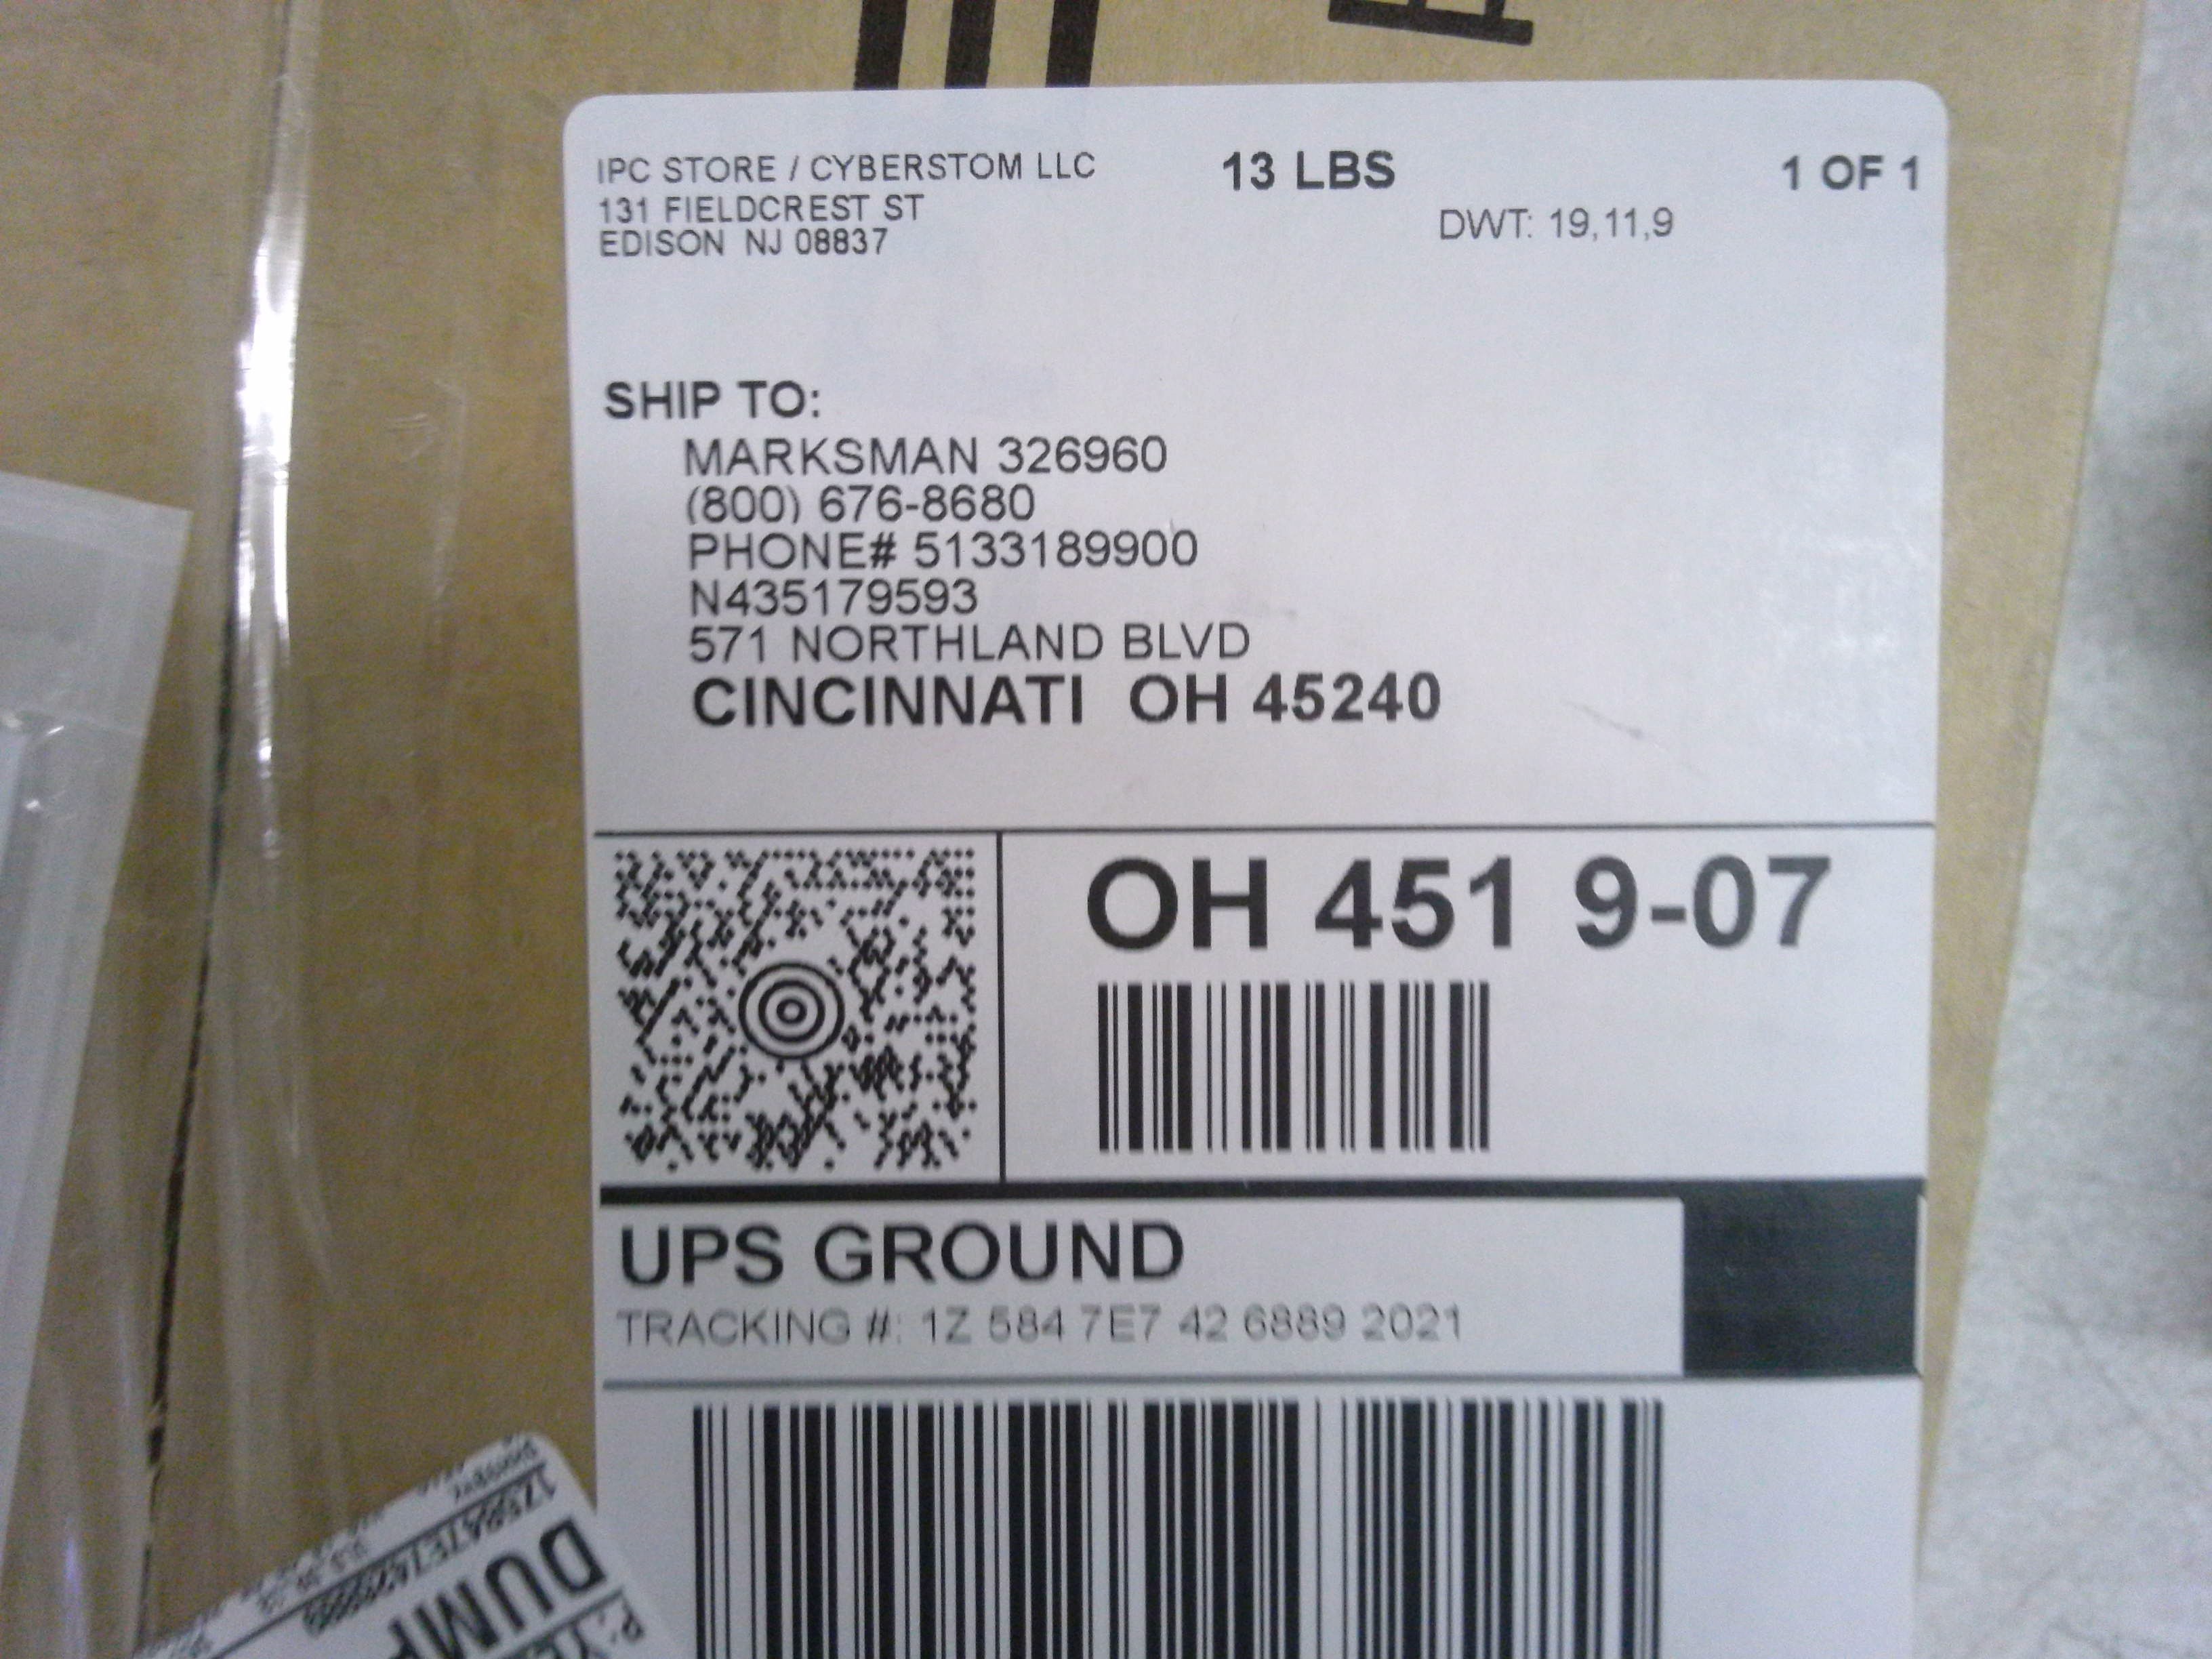 IPC STORE / CYBERSTOM LLC
131 FIELDCREST ST
EDISON NJ 08837
13 LBS
1 OF 1
DWT: 19,11,9
SHIP TO:
MARKSMAN 326960
(800) 676-8680
PHONE# 5133189900
N435179593
571 NORTHLAND BLVD
CINCINNATI OH 45240
OH 451 9-07
UPS GROUND
TRACKING #: 1Z 584 7E7 42 6889 2021